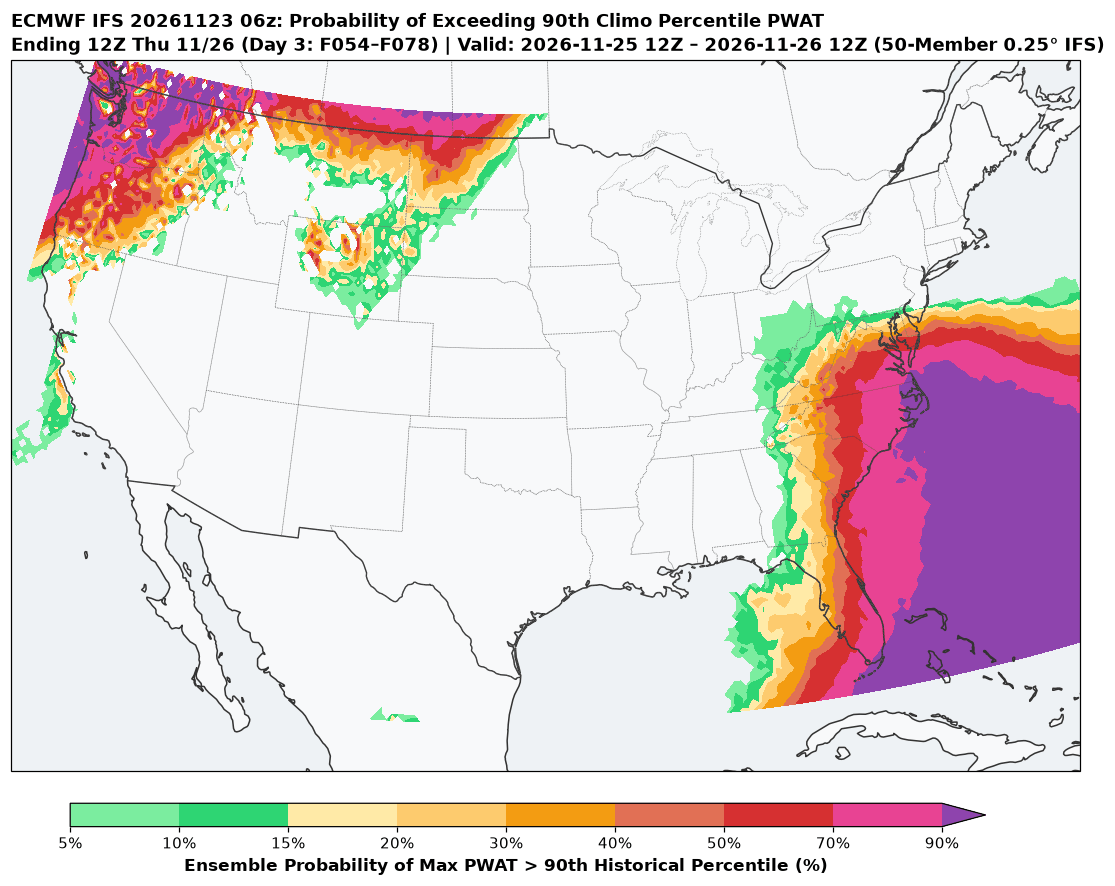 ECMWF IFS 20261123 06z: Probability of Exceeding 90th Climo Percentile PWAT
Ending 12Z Thu 11/26 (Day 3: F054–F078) | Valid: 2026-11-25 12Z – 2026-11-26 12Z (50-Member 0.25° IFS)
5% 10% 15% 20% 30% 40% 50% 70% 90%
Ensemble Probability of Max PWAT > 90th Historical Percentile (%)